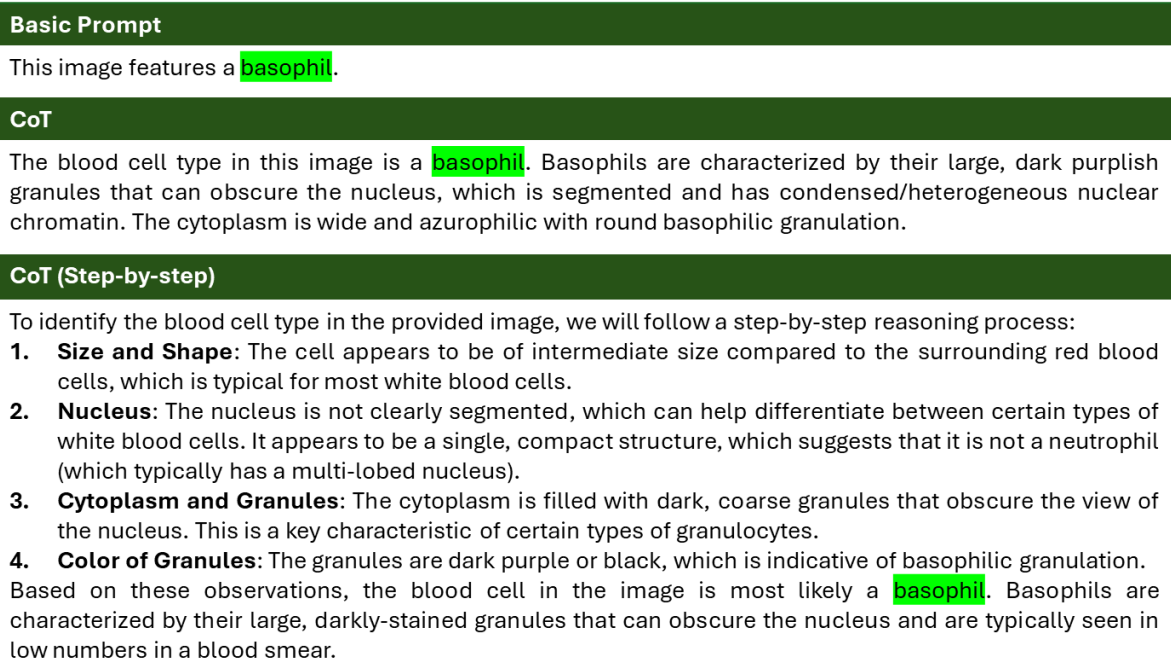 Basic Prompt
This image features a basophil.
CoT
The blood cell type in this image is a basophil. Basophils are characterized by their large, dark purplish
granules that can obscure the nucleus, which is segmented and has condensed/heterogeneous nuclear
chromatin. The cytoplasm is wide and azurophilic with round basophilic granulation.
CoT (Step-by-step)
To identify the blood cell type in the provided image, we will follow a step-by-step reasoning process:
1. Size and Shape: The cell appears to be of intermediate size compared to the surrounding red blood
cells, which is typical for most white blood cells.
2. Nucleus: The nucleus is not clearly segmented, which can help differentiate between certain types of
white blood cells. It appears to be a single, compact structure, which suggests that it is not a neutrophil
(which typically has a multi-lobed nucleus).
3. Cytoplasm and Granules: The cytoplasm is filled with dark, coarse granules that obscure the view of
the nucleus. This is a key characteristic of certain types of granulocytes.
4. Color of Granules: The granules are dark purple or black, which is indicative of basophilic granulation.
Based on these observations, the blood cell in the image is most likely a basophil. Basophils are
characterized by their large, darkly-stained granules that can obscure the nucleus and are typically seen in
low numbers in a blood smear.